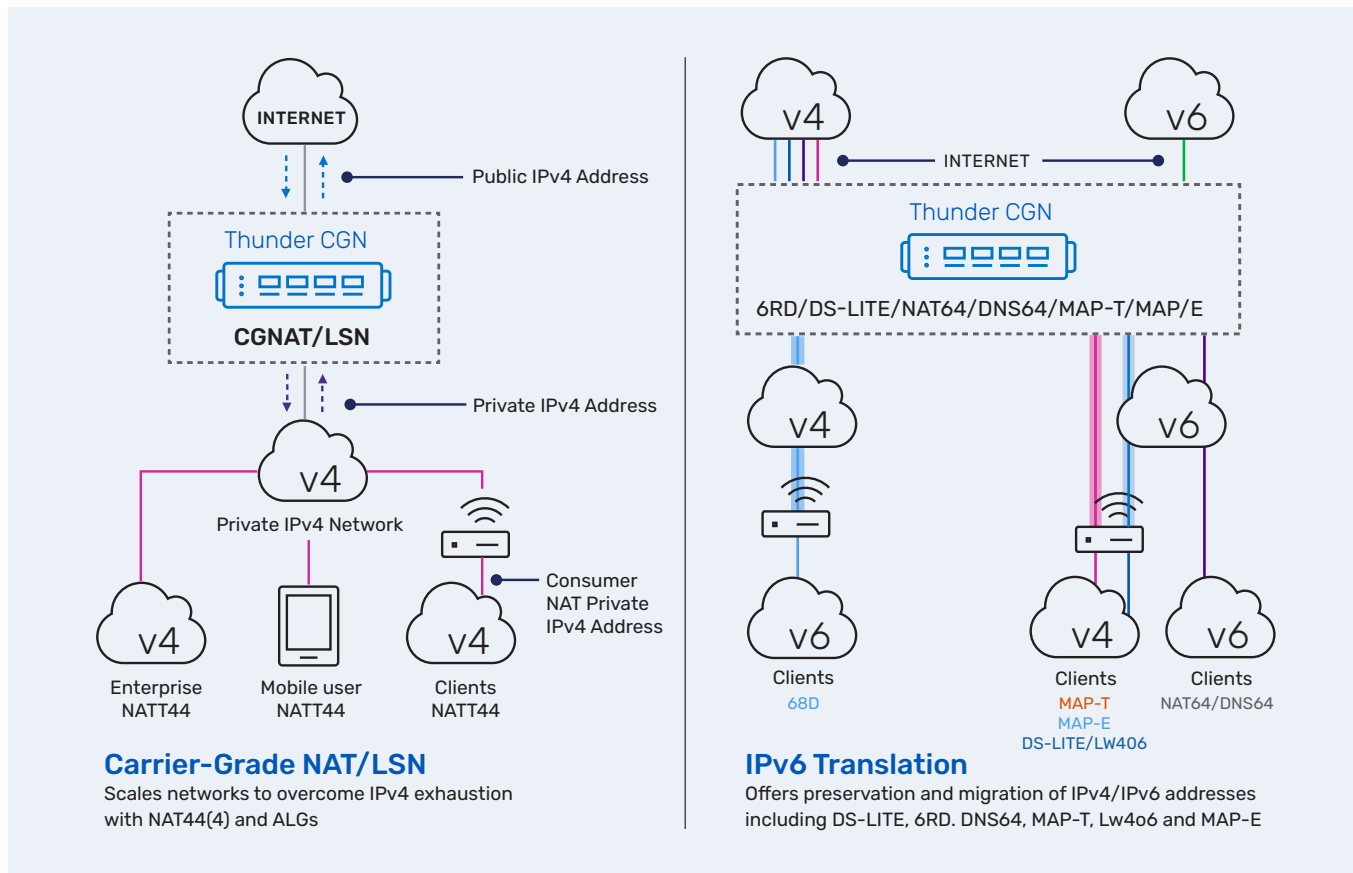 INTERNET
Public IPv4 Address
Thunder CGN
CGNAT/LSN
Private IPv4 Address
v4
Private IPv4 Network
Consumer
NAT Private
IPv4 Address
v4
v4
Enterprise
NATT44
Mobile user
NATT44
Clients
NATT44
Carrier-Grade NAT/LSN
Scales networks to overcome IPv4 exhaustion
with NAT44(4) and ALGs
v4
v6
INTERNET
Thunder CGN
6RD/DS-LITE/NAT64/DNS64/MAP-T/MAP/E
v4
v6
v6
v4
v6
Clients
68D
Clients
MAP-T
MAP-E
DS-LITE/LW406
Clients
NAT64/DNS64
IPv6 Translation
Offers preservation and migration of IPv4/IPv6 addresses
including DS-LITE, 6RD. DNS64, MAP-T, Lw4o6 and MAP-E